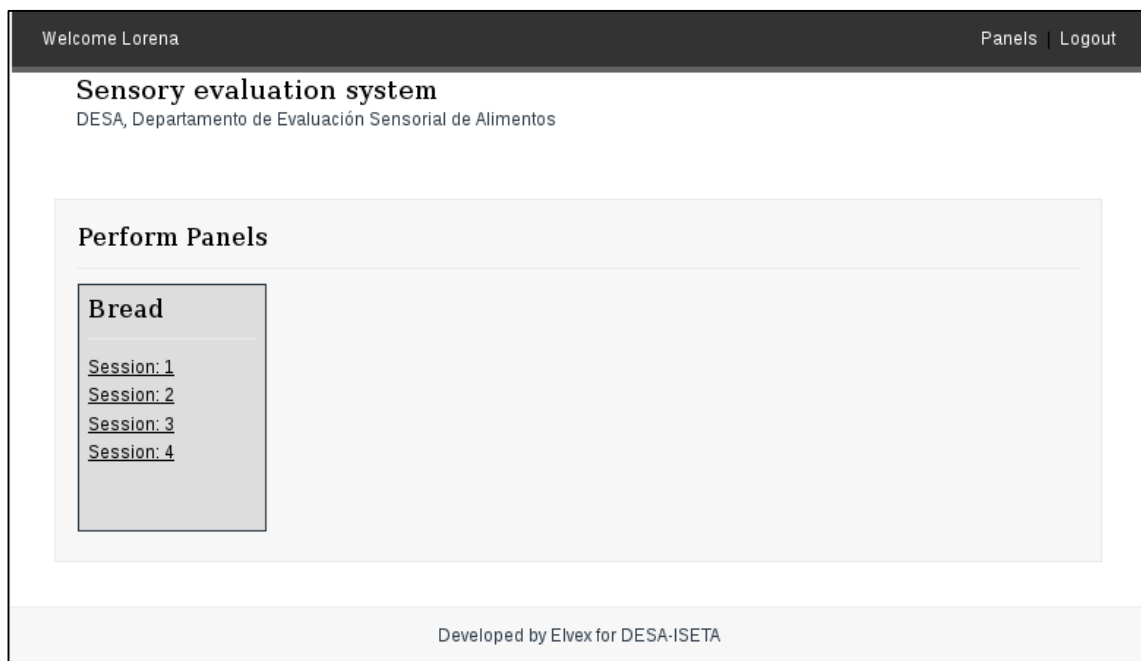 Welcome Lorena
Panels | Logout
Sensory evaluation system
DESA, Departamento de Evaluación Sensorial de Alimentos
Perform Panels
Bread
Session: 1
Session: 2
Session: 3
Session: 4
Developed by Elvex for DESA-ISETA